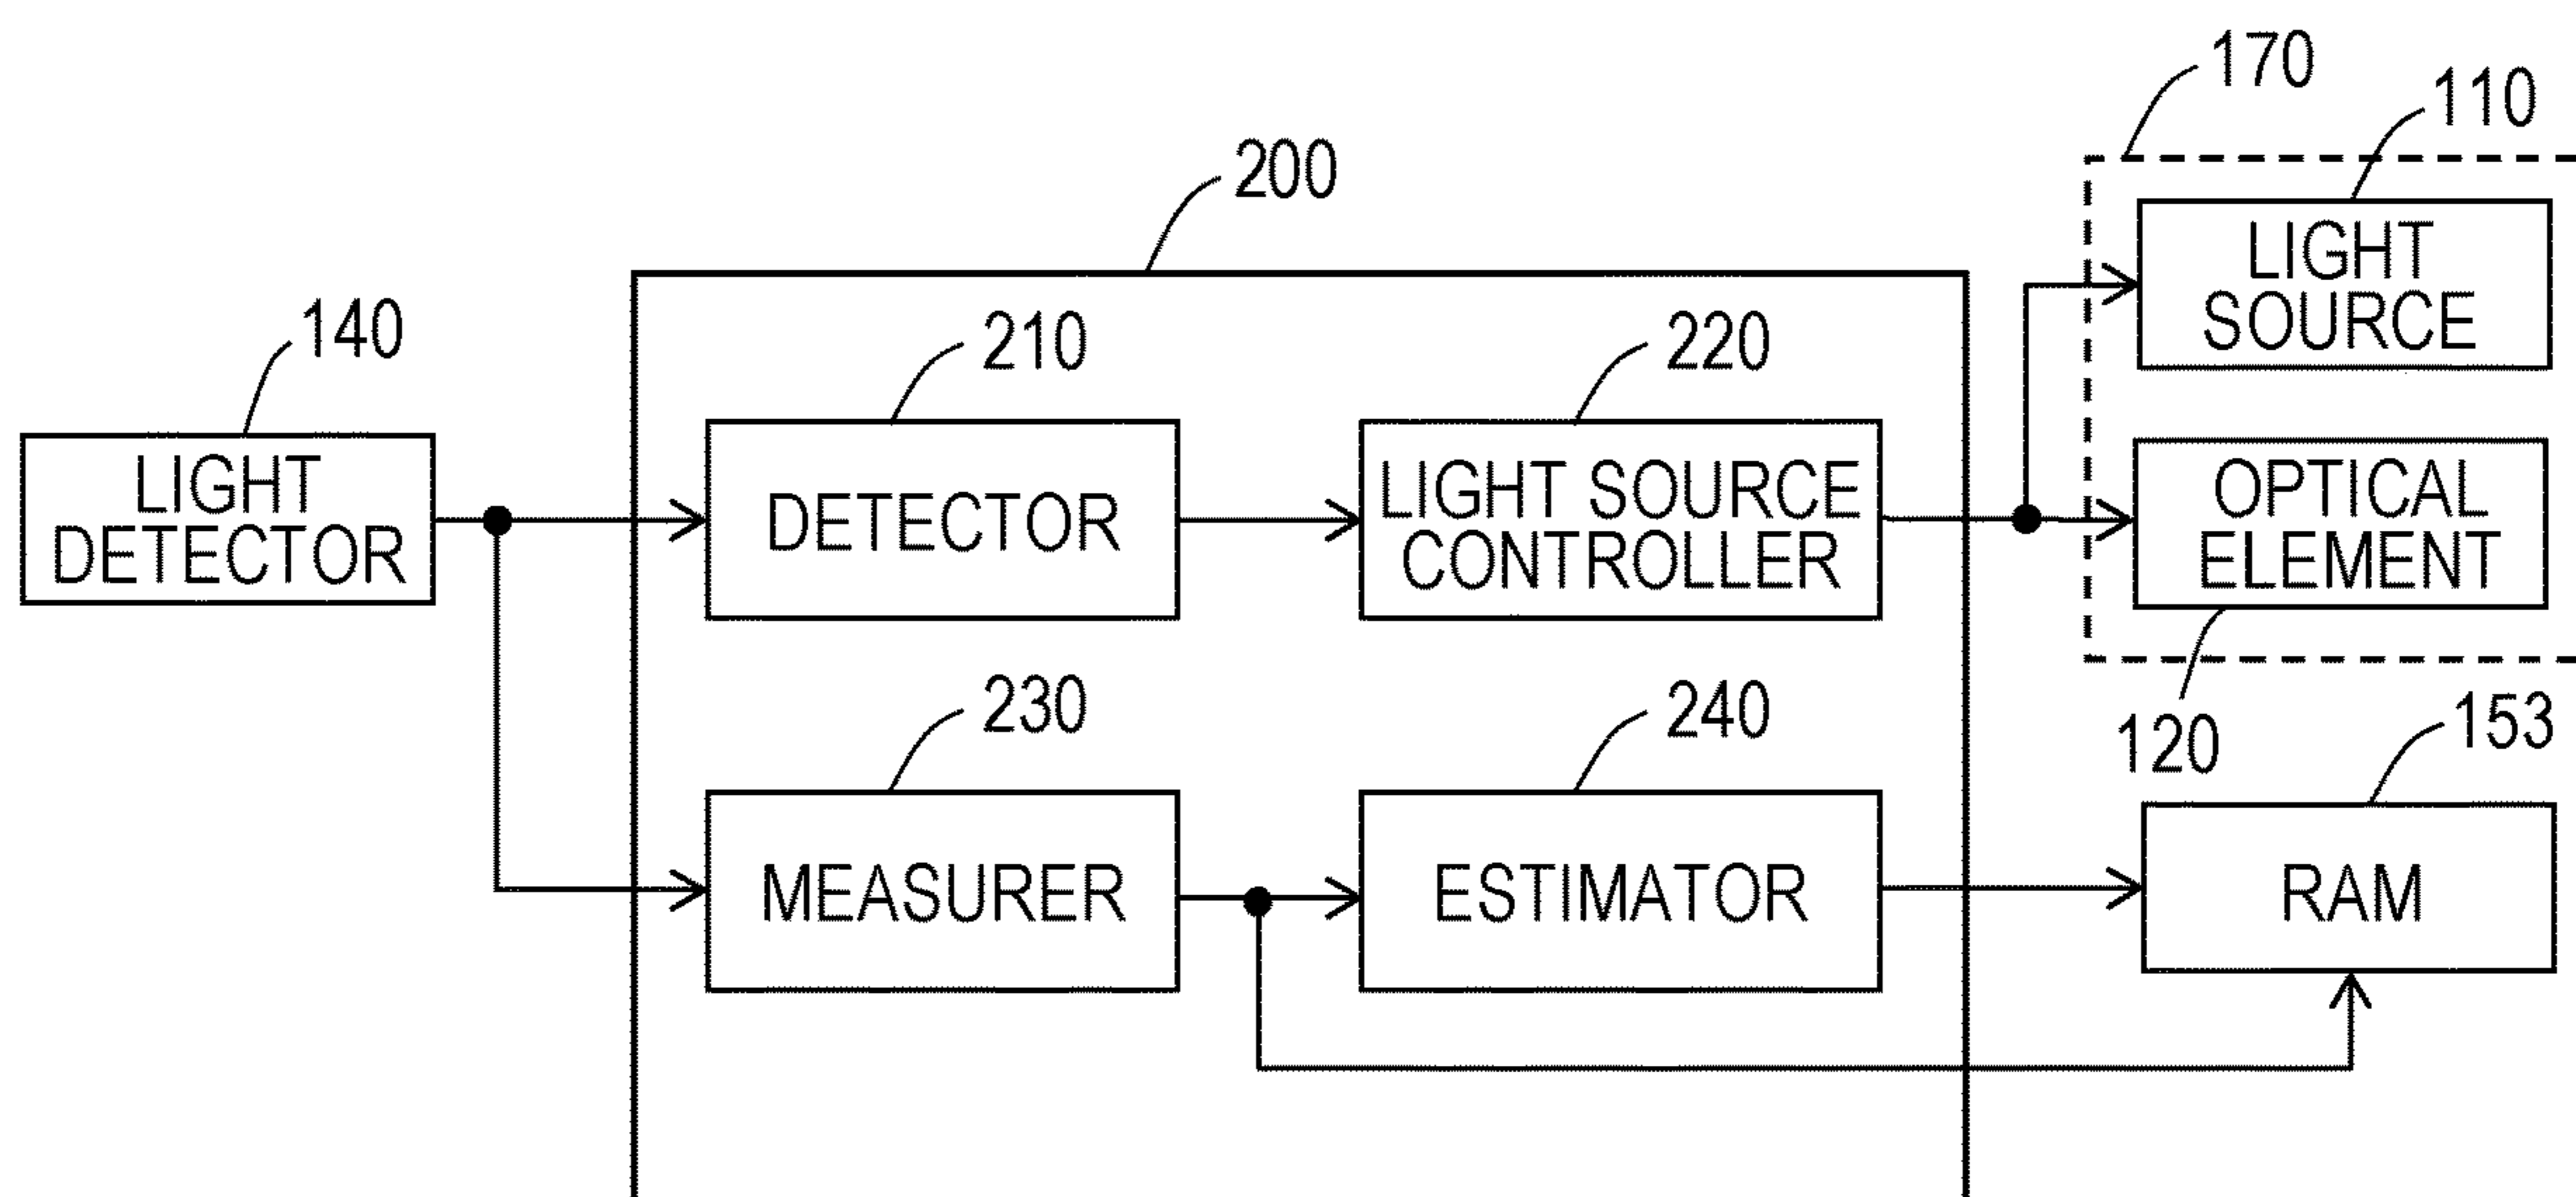 170
110
200
LIGHT
SOURCE
140
210
220
LIGHT
DETECTOR
DETECTOR
LIGHT SOURCE
CONTROLLER
OPTICAL
ELEMENT
230
240
120
153
MEASURER
ESTIMATOR
RAM